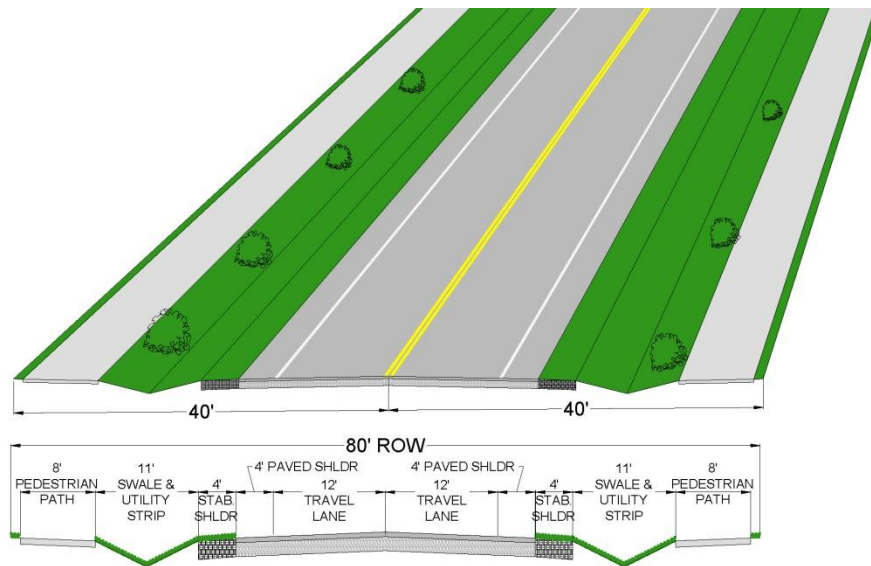 40'
40'
80' ROW
8'
PEDESTRIAN
PATH
11'
SWALE &
UTILITY
STRIP
4'
STAB.
SHLDR
4' PAVED SHLDR
12'
TRAVEL
LANE
4' PAVED SHLDR
12'
TRAVEL
LANE
4'
STAB.
SHLDR
11'
SWALE &
UTILITY
STRIP
8'
PEDESTRIAN
PATH